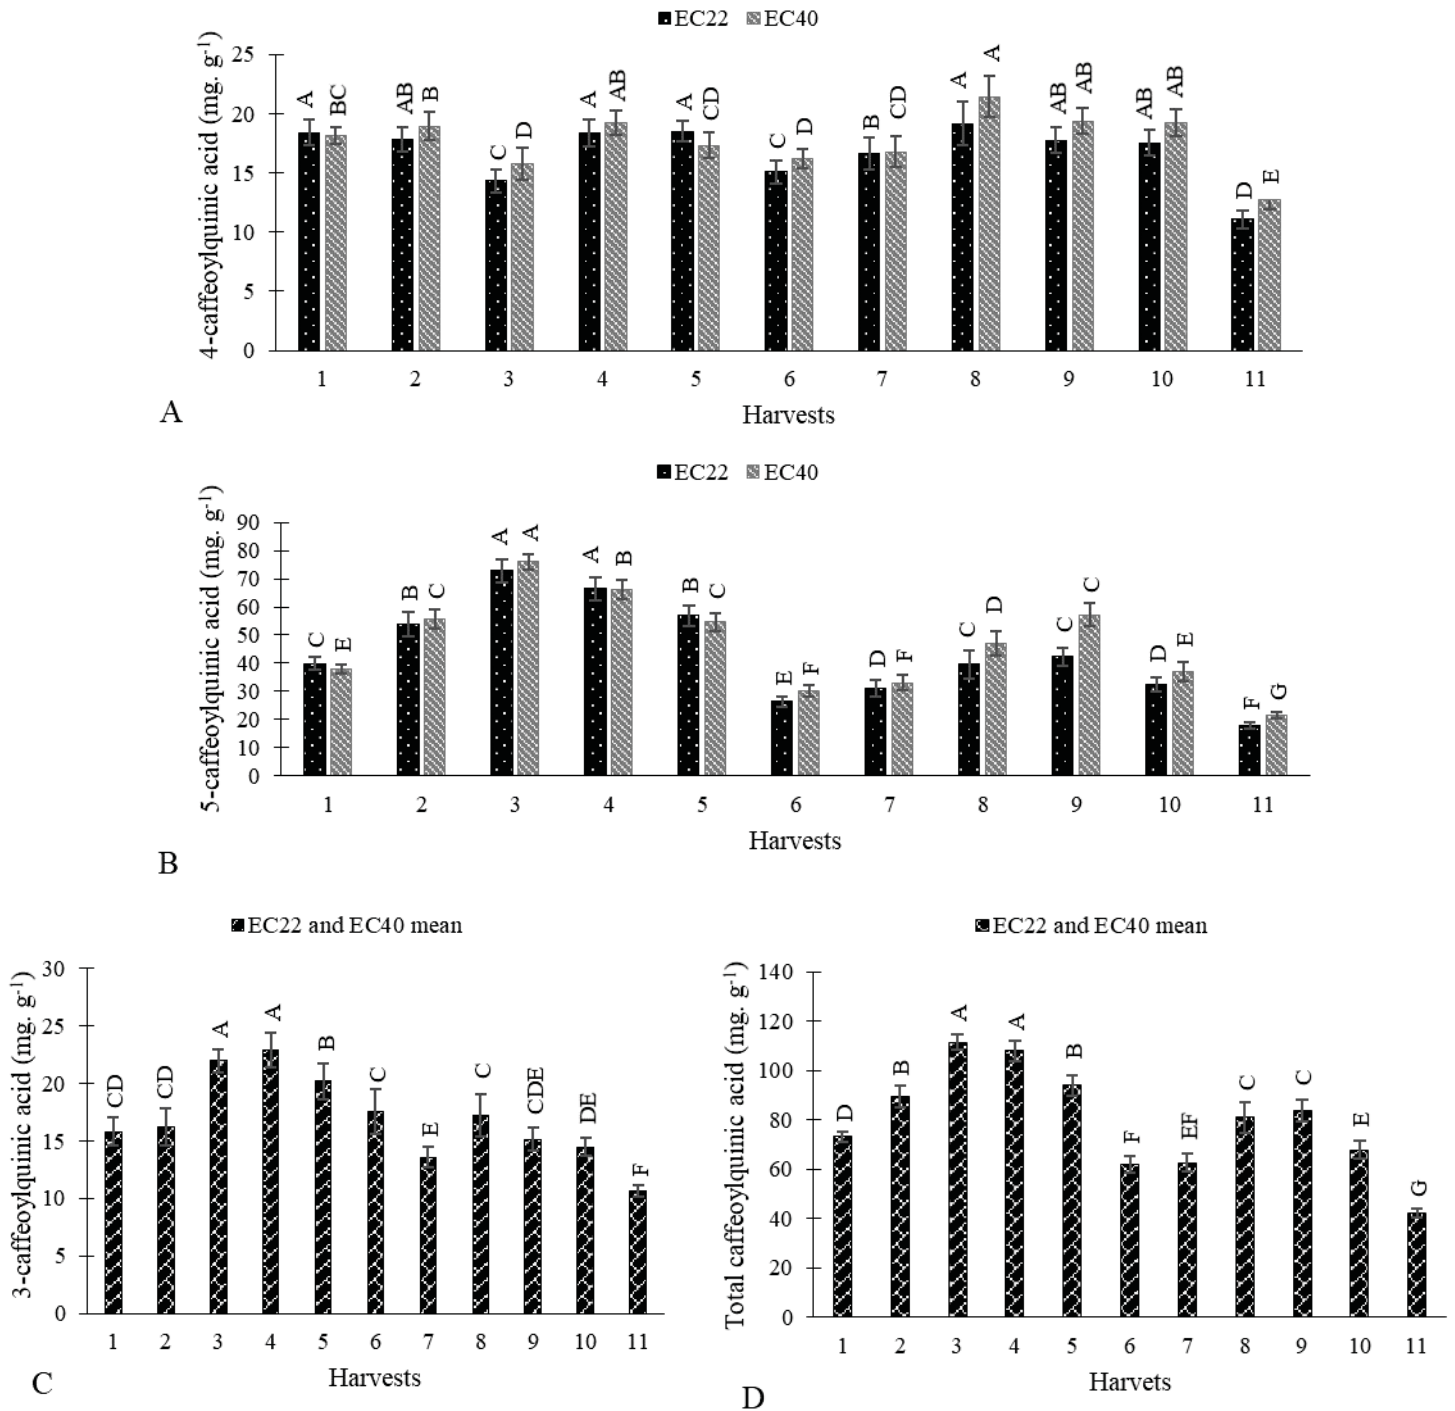 EC22 EC40
4-caffeoylquinic acid (mg. g-1)
25
20
15
10
5
0
A BC AB B C D A AB A CD C D B CD A A AB AB AB AB D E
1 2 3 4 5 6 7 8 9 10 11
Harvests
A
EC22 EC40
5-caffeoylquinic acid (mg. g-1)
90
80
70
60
50
40
30
20
10
0
C E B C A A A B B C E F D F C D C C D E F G
1 2 3 4 5 6 7 8 9 10 11
Harvests
B
EC22 and EC40 mean
3-caffeoylquinic acid (mg. g-1)
30
25
20
15
10
5
0
CD CD A A B C E C CDE DE F
1 2 3 4 5 6 7 8 9 10 11
Harvests
C
EC22 and EC40 mean
Total caffeoylquinic acid (mg. g-1)
140
120
100
80
60
40
20
0
D B A A B F EF C C E G
1 2 3 4 5 6 7 8 9 10 11
Harvets
D